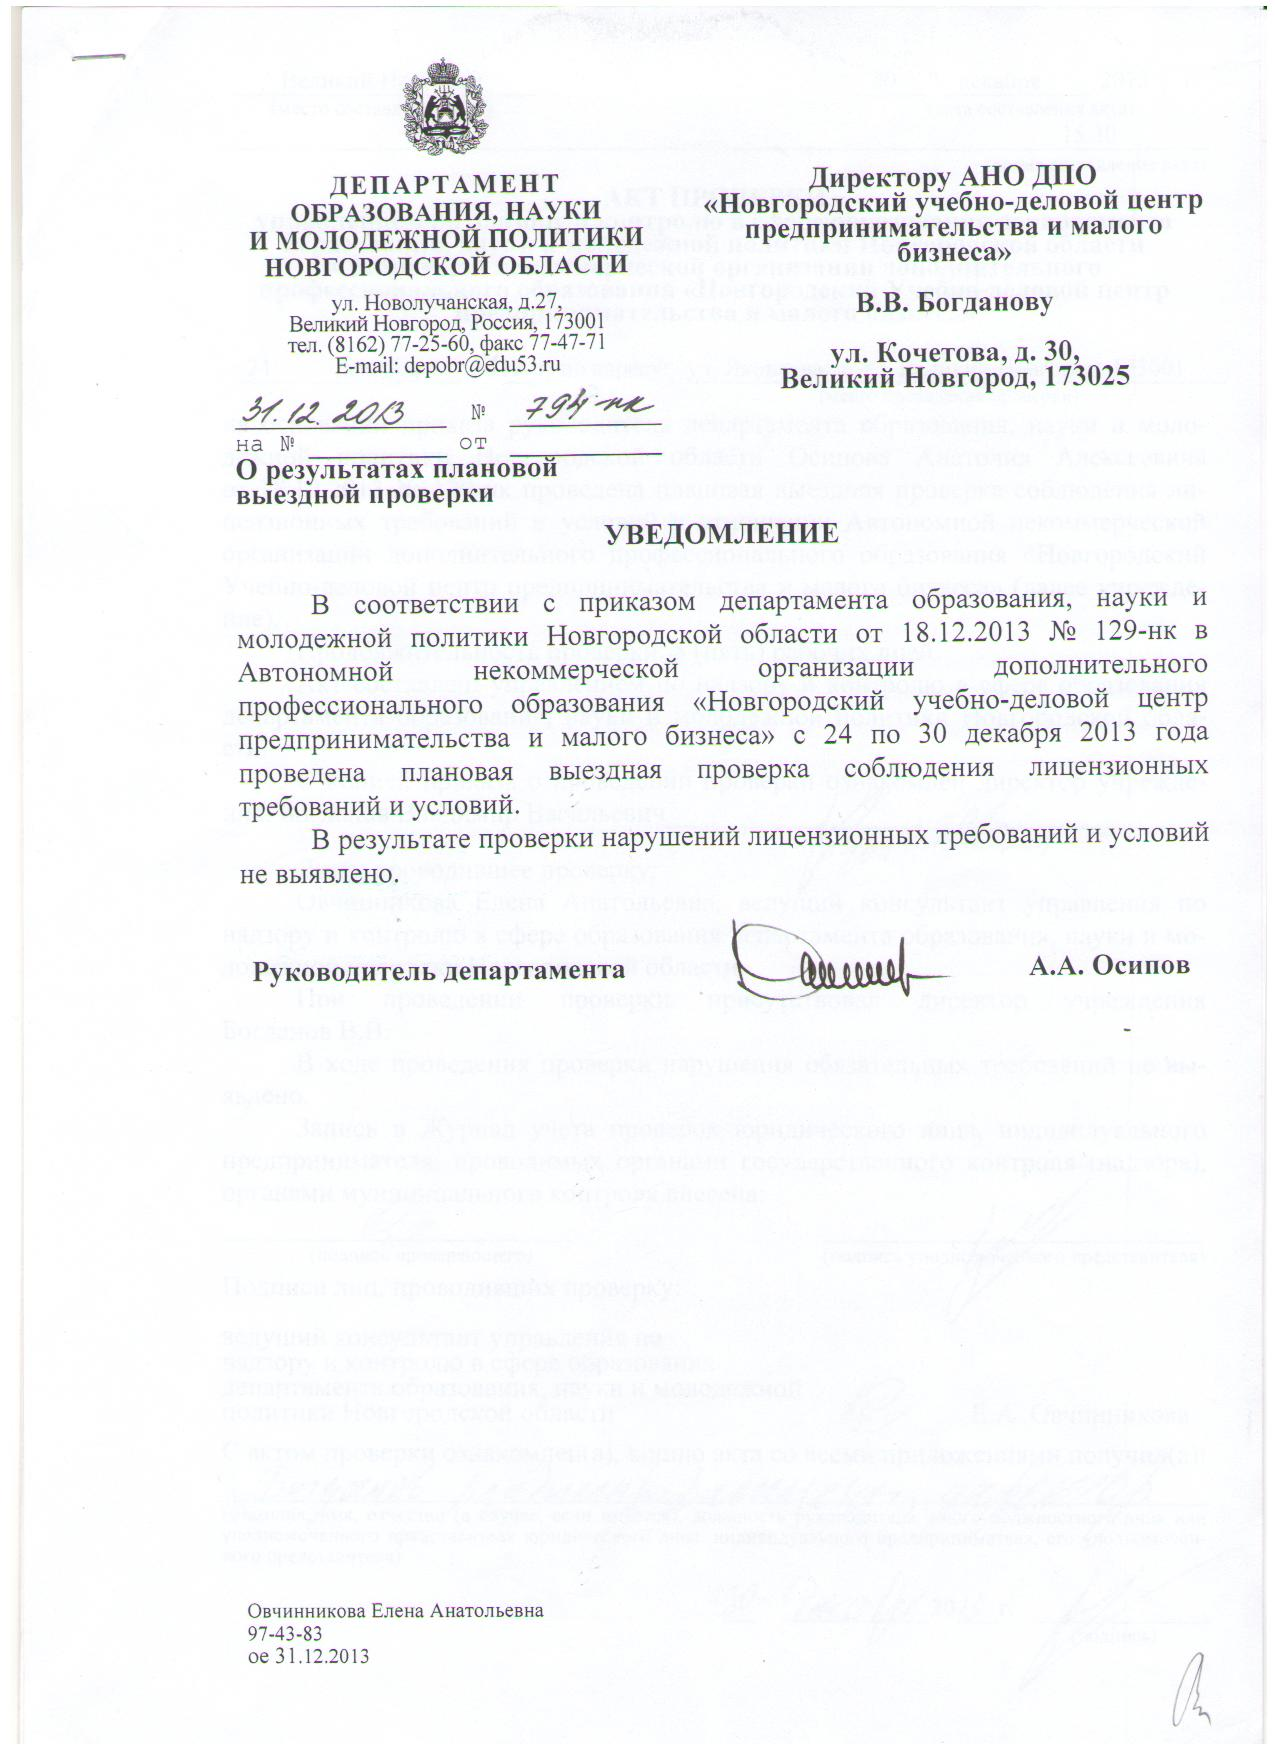 ДЕПАРТАМЕНТ
ОБРАЗОВАНИЯ, НАУКИ
И МОЛОДЕЖНОЙ ПОЛИТИКИ
НОВГОРОДСКОЙ ОБЛАСТИ
ул. Новолучанская, д.27,
Великий Новгород, Россия, 173001
тел. (8162) 77-25-60, факс 77-47-71
E-mail: depobr@edu53.ru
31.12.2013 № 794-нк
на № от
О результатах плановой
выездной проверки
Директору АНО ДПО
«Новгородский учебно-деловой центр
предпринимательства и малого
бизнеса»
В.В. Богданову
ул. Кочетова, д. 30,
Великий Новгород, 173025
УВЕДОМЛЕНИЕ
В соответствии с приказом департамента образования, науки и
молодежной политики Новгородской области от 18.12.2013 № 129-нк в
Автономной некоммерческой организации дополнительного
профессионального образования «Новгородский учебно-деловой центр
предпринимательства и малого бизнеса» с 24 по 30 декабря 2013 года
проведена плановая выездная проверка соблюдения лицензионных
требований и условий.
В результате проверки нарушений лицензионных требований и условий
не выявлено.
Руководитель департамента А.А. Осипов
Овчинникова Елена Анатольевна
97-43-83
ое 31.12.2013